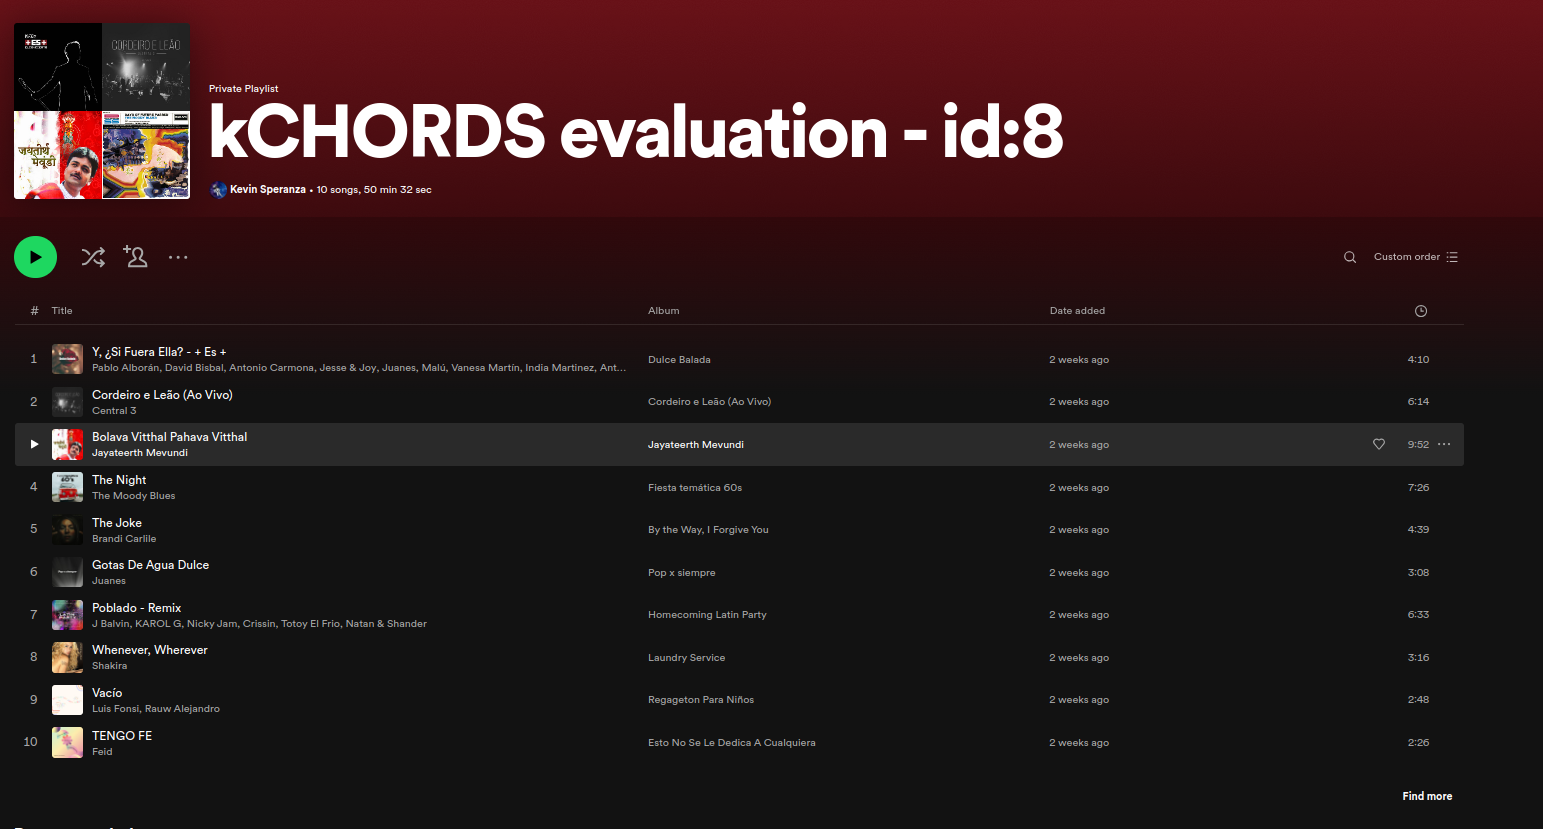 CORDEIRO E LEÃO
जयतीर्थ
मेवुंडी
Private Playlist
kCHORDS evaluation - id:8
Kevin Speranza • 10 songs, 50 min 32 sec
Custom order
# Title Album Date added
1 Y, ¿Si Fuera Ella? - + Es + Dulce Balada 2 weeks ago 4:10
Pablo Alborán, David Bisbal, Antonio Carmona, Jesse & Joy, Juanes, Malú, Vanesa Martín, India Martinez, Ant...
2 Cordeiro e Leão (Ao Vivo) Cordeiro e Leão (Ao Vivo) 2 weeks ago 6:14
Central 3
Bolava Vitthal Pahava Vitthal Jayateerth Mevundi 2 weeks ago 9:52
Jayateerth Mevundi
4 The Night Fiesta temática 60s 2 weeks ago 7:26
The Moody Blues
5 The Joke By the Way, I Forgive You 2 weeks ago 4:39
Brandi Carlile
6 Gotas De Agua Dulce Pop x siempre 2 weeks ago 3:08
Juanes
7 Poblado - Remix Homecoming Latin Party 2 weeks ago 6:33
J Balvin, KAROL G, Nicky Jam, Crissin, Totoy El Frio, Natan & Shander
8 Whenever, Wherever Laundry Service 2 weeks ago 3:16
Shakira
9 Vacío Regageton Para Niños 2 weeks ago 2:48
Luis Fonsi, Rauw Alejandro
10 TENGO FE Esto No Se Le Dedica A Cualquiera 2 weeks ago 2:26
Feid
Find more